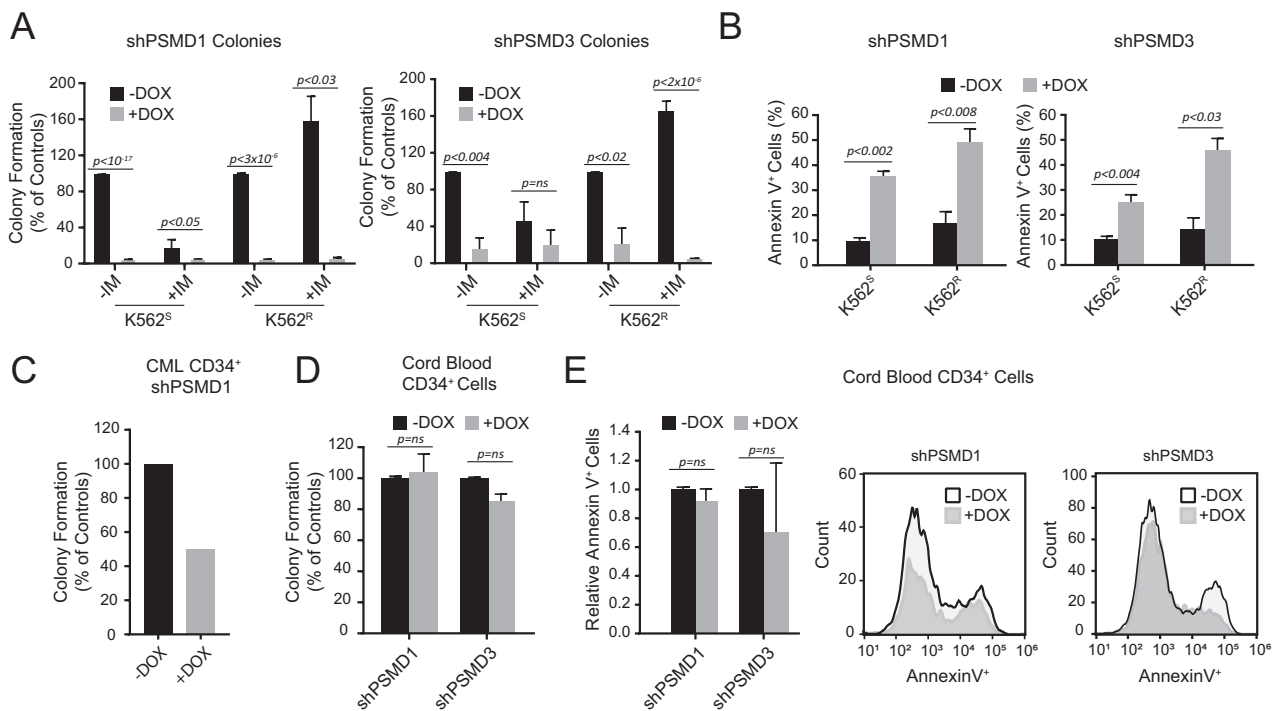 A
shPSMD1 Colonies
Colony Formation
(% of Controls)
200
160
120
80
40
0
-DOX
+DOX
p<10⁻¹⁷
p<0.05
p<3x10⁻⁶
p<0.03
-IM
+IM
-IM
+IM
K562ˢ
K562ᴿ
shPSMD3 Colonies
Colony Formation
(% of Controls)
200
160
120
80
40
0
-DOX
+DOX
p<0.004
p=ns
p<0.02
p<2x10⁻⁶
-IM
+IM
-IM
+IM
K562ˢ
K562ᴿ
B
shPSMD1
shPSMD3
-DOX
+DOX
Annexin V⁺ Cells (%)
60
50
40
30
20
10
0
p<0.002
p<0.008
K562ˢ
K562ᴿ
Annexin V⁺ Cells (%)
60
50
40
30
20
10
0
p<0.004
p<0.03
K562ˢ
K562ᴿ
C
CML CD34⁺
shPSMD1
Colony Formation
(% of Controls)
120
100
80
60
40
20
0
-DOX
+DOX
D
Cord Blood
CD34⁺ Cells
-DOX
+DOX
Colony Formation
(% of Controls)
120
100
80
60
40
20
0
p=ns
p=ns
shPSMD1
shPSMD3
E
Cord Blood CD34⁺ Cells
-DOX
+DOX
Relative Annexin V⁺ Cells
1.4
1.2
1.0
0.8
0.6
0.4
0.2
0.0
p=ns
p=ns
shPSMD1
shPSMD3
shPSMD1
Count
60
40
20
0
-DOX
+DOX
10¹ 10² 10³ 10⁴ 10⁵ 10⁶
AnnexinV⁺
shPSMD3
Count
100
80
60
40
20
0
-DOX
+DOX
10¹ 10² 10³ 10⁴ 10⁵ 10⁶
AnnexinV⁺